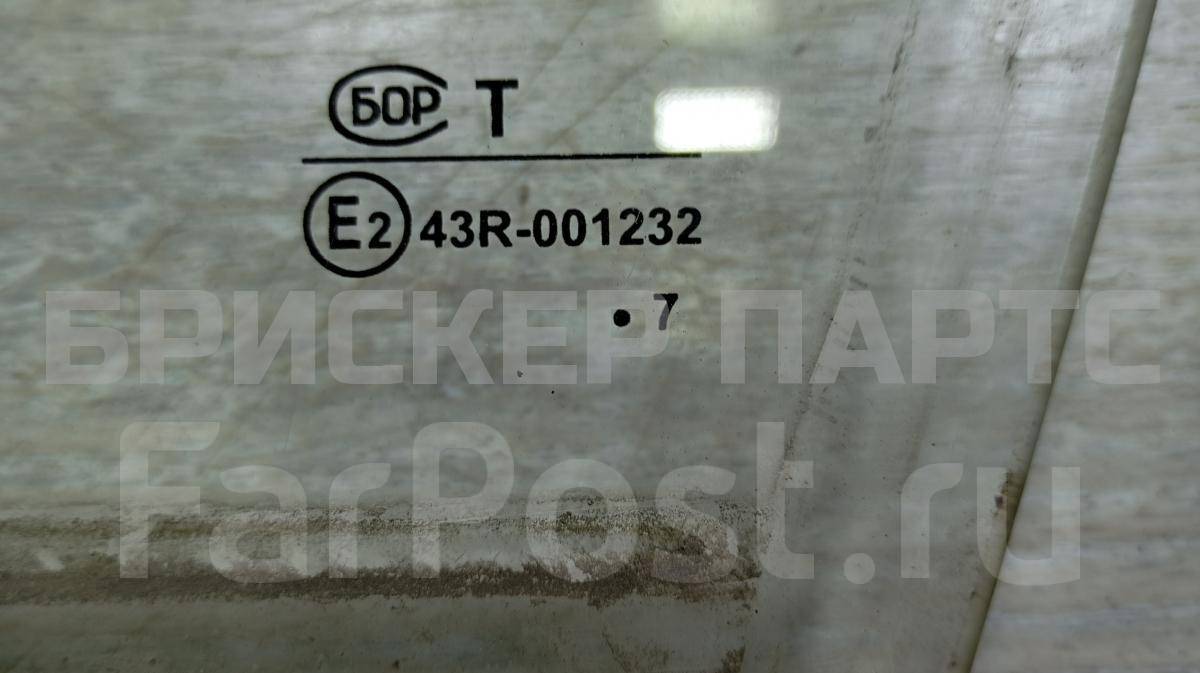 БОР Т
E2 43R-001232
• 7
БРИСКЕР ПАРТС
FarPost.ru